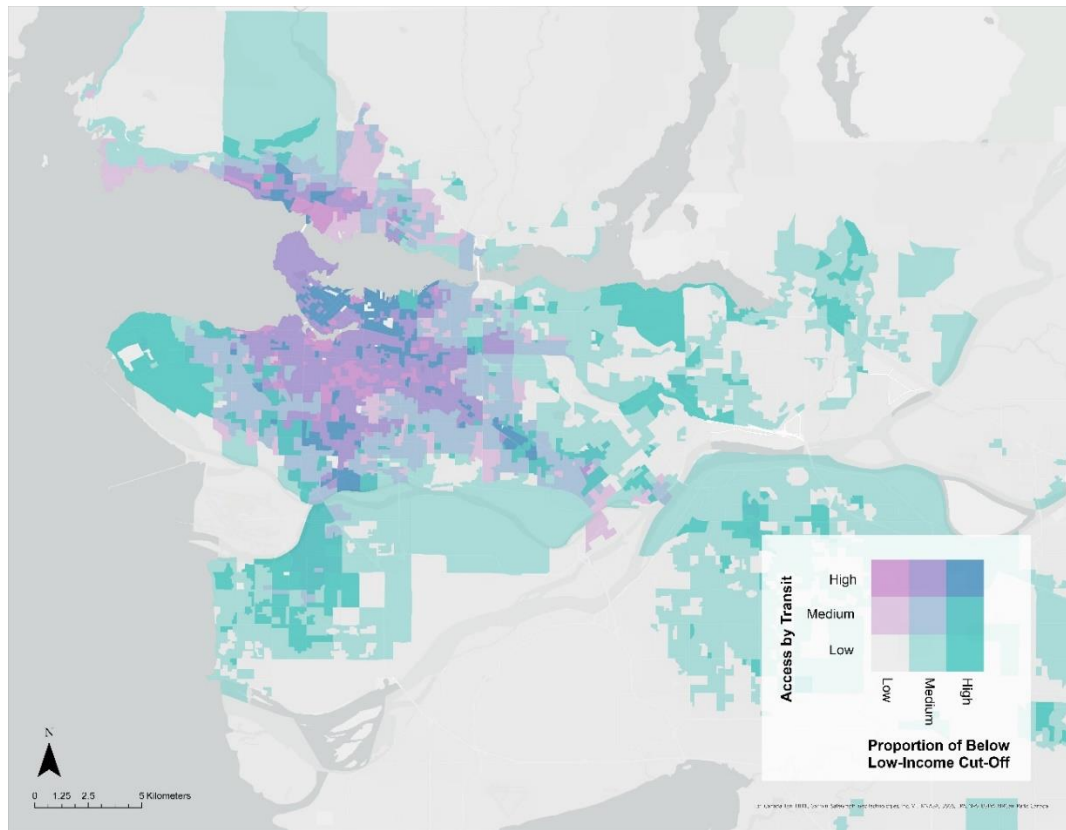 Access by Transit
High
Medium
Low
Low
Medium
High
Proportion of Below
Low-Income Cut-Off
N
0 1.25 2.5 5 Kilometers